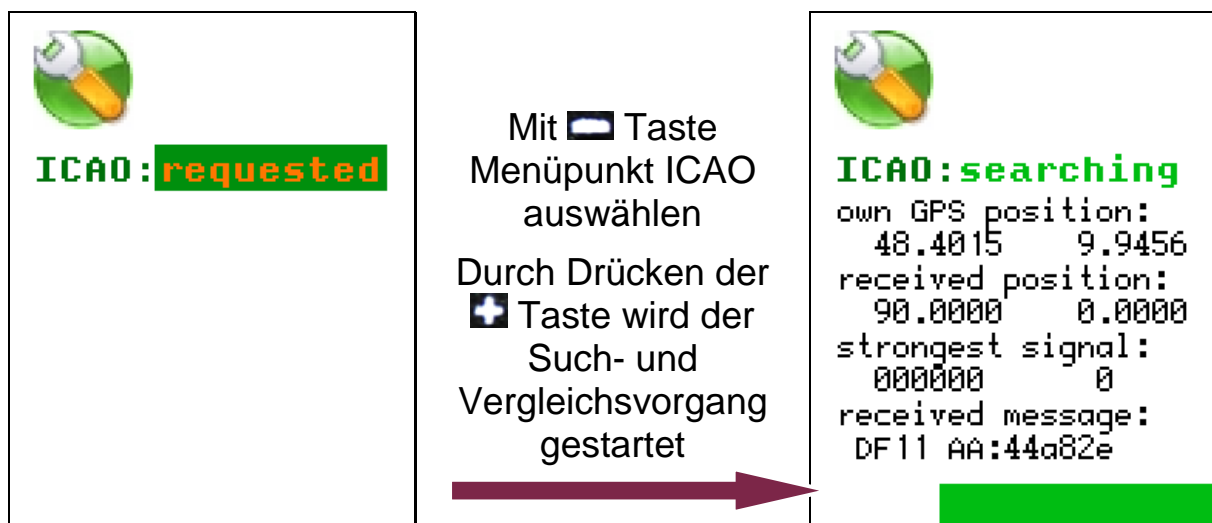 ICAO:requested
Mit Taste
Menüpunkt ICAO
auswählen
Durch Drücken der
Taste wird der
Such- und
Vergleichsvorgang
gestartet
ICAO:searching
own GPS position:
48.4015 9.9456
received position:
90.0000 0.0000
strongest signal:
000000 0
received message:
DF11 AA:44a82e